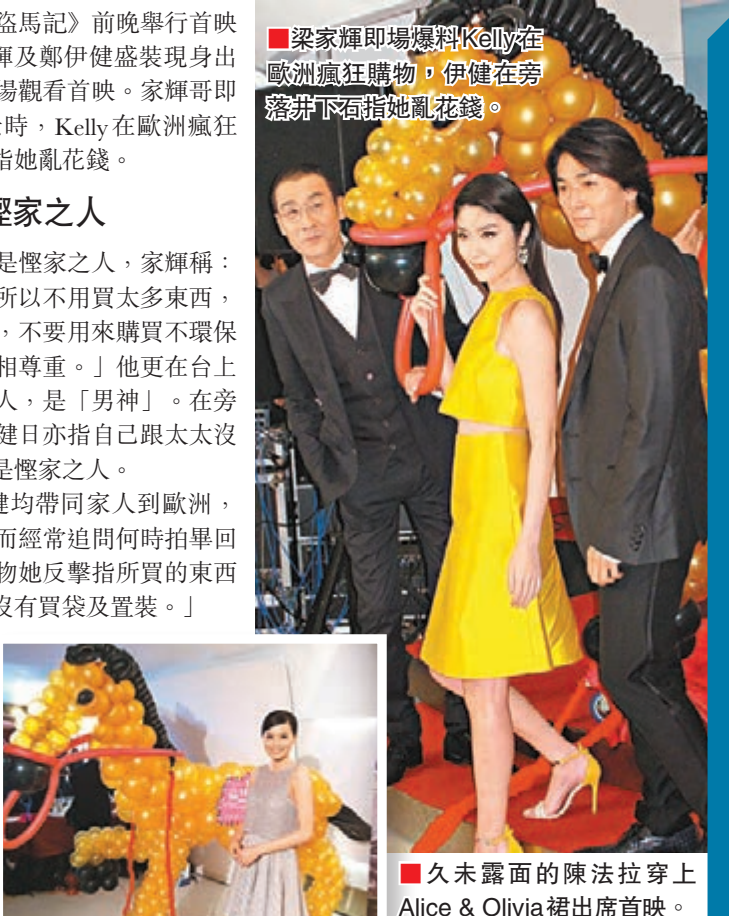 盜馬記》前晚舉行首映
輝及鄭伊健盛裝現身出
場觀看首映。家輝哥即
時，Kelly在歐洲瘋狂
指她亂花錢。
慳家之人
是慳家之人，家輝稱：
所以不用買太多東西，
，不要用來購買不環保
相尊重。」他更在台上
人，是「男神」。在旁
健日亦指自己跟太太沒
是慳家之人。
健均帶同家人到歐洲，
而經常追問何時拍畢回
物她反擊指所買的東西
沒有買袋及置裝。」
■梁家輝即場爆料Kelly在
歐洲瘋狂購物，伊健在旁
落井下石指她亂花錢。
■久未露面的陳法拉穿上
Alice & Olivia裙出席首映。